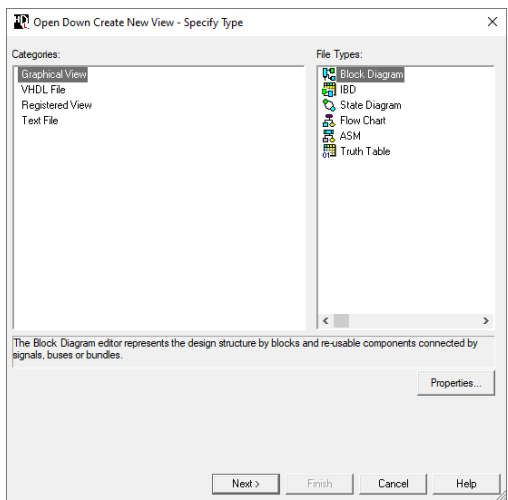 Open Down Create New View - Specify Type
Categories:
Graphical View
VHDL File
Registered View
Text File
File Types:
Block Diagram
IBD
State Diagram
Flow Chart
ASM
Truth Table
The Block Diagram editor represents the design structure by blocks and re-usable components connected by
signals, buses or bundles.
Properties...
Next >
Finish
Cancel
Help